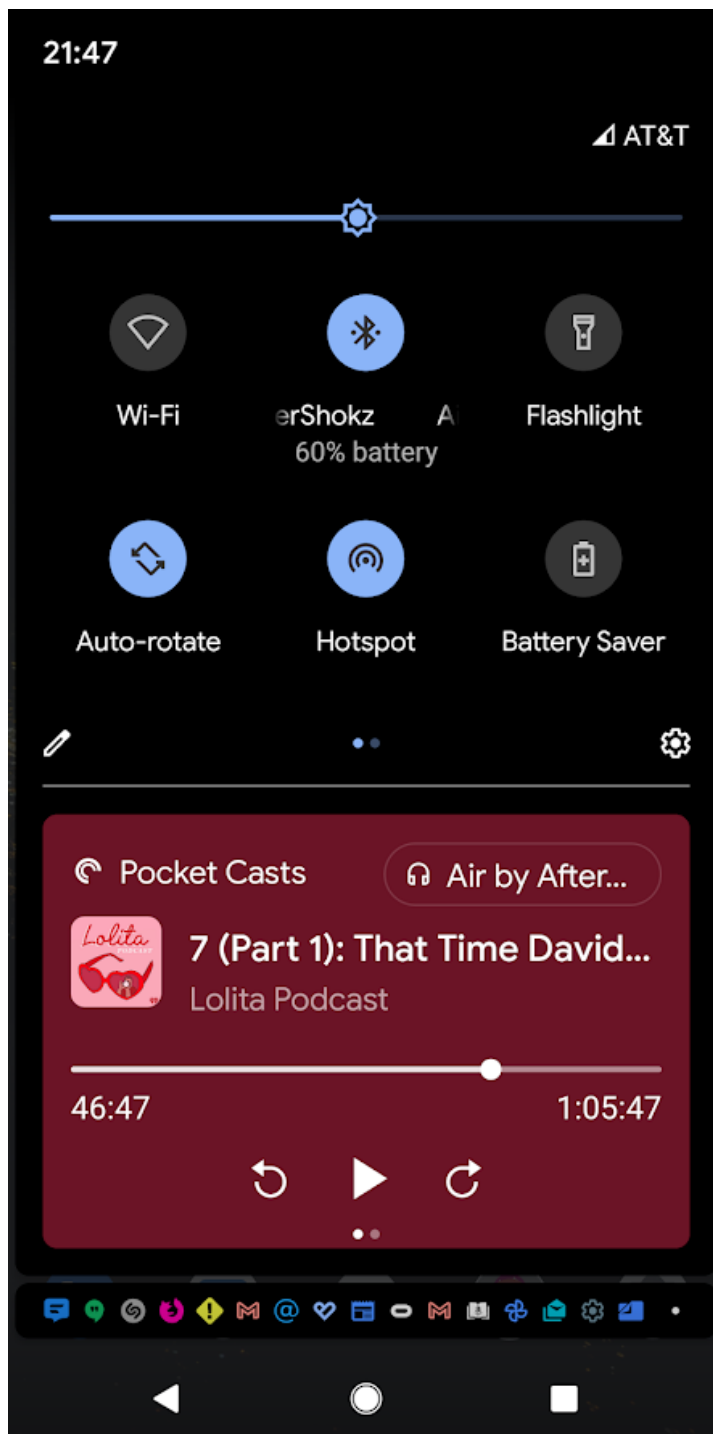 21:47
AT&T
Wi-Fi
erShokz A
Flashlight
60% battery
Auto-rotate
Hotspot
Battery Saver
Pocket Casts
Air by After...
Lolita
PODCAST
7 (Part 1): That Time David...
Lolita Podcast
46:47
1:05:47